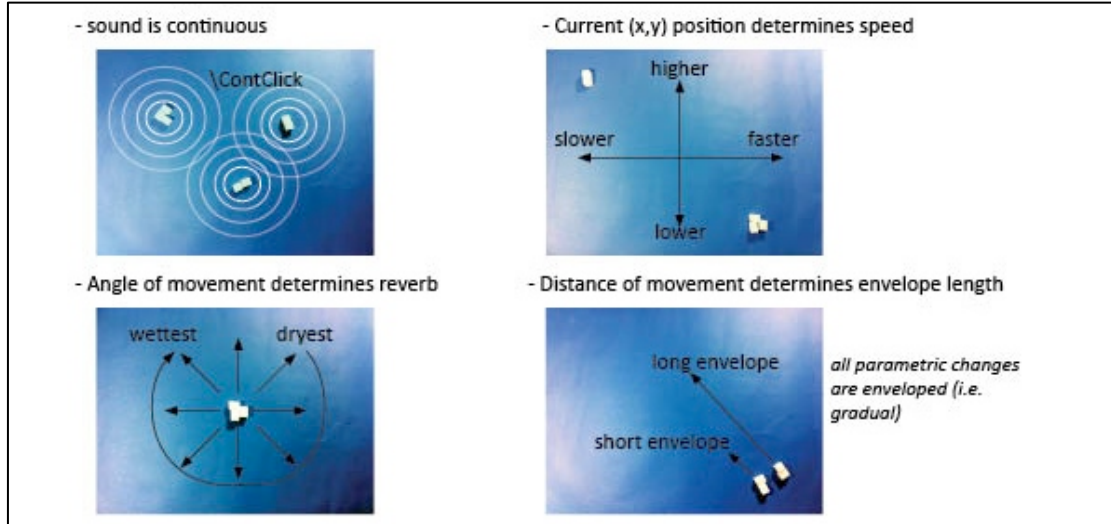 - sound is continuous
\ContClick
- Current (x,y) position determines speed
higher
slower faster
lower
- Angle of movement determines reverb
wettest dryest
- Distance of movement determines envelope length
long envelope
short envelope
all parametric changes
are enveloped (i.e.
gradual)